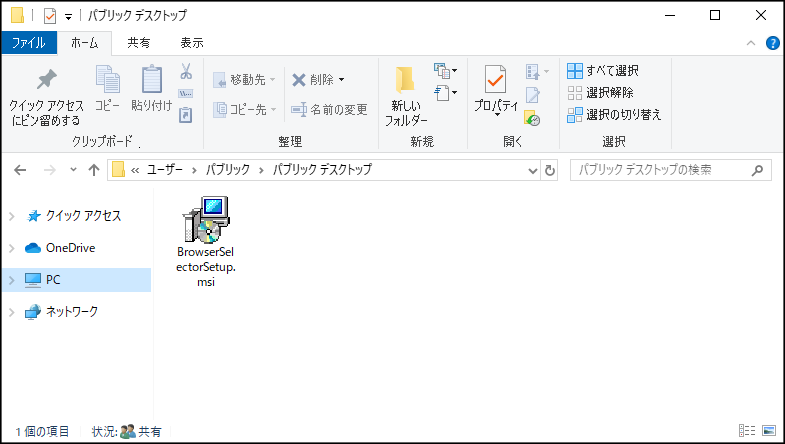 パブリック デスクトップ
ファイル ホーム 共有 表示
クイック アクセス
にピン留めする
コピー
貼り付け
クリップボード
移動先
コピー先
削除
名前の変更
整理
新しい
フォルダー
新規
プロパティ
開く
すべて選択
選択解除
選択の切り替え
選択
« ユーザー > パブリック > パブリック デスクトップ
パブリック デスクトップの検索
クイック アクセス
OneDrive
PC
ネットワーク
BrowserSel
ectorSetup.
msi
1 個の項目 状況: 共有